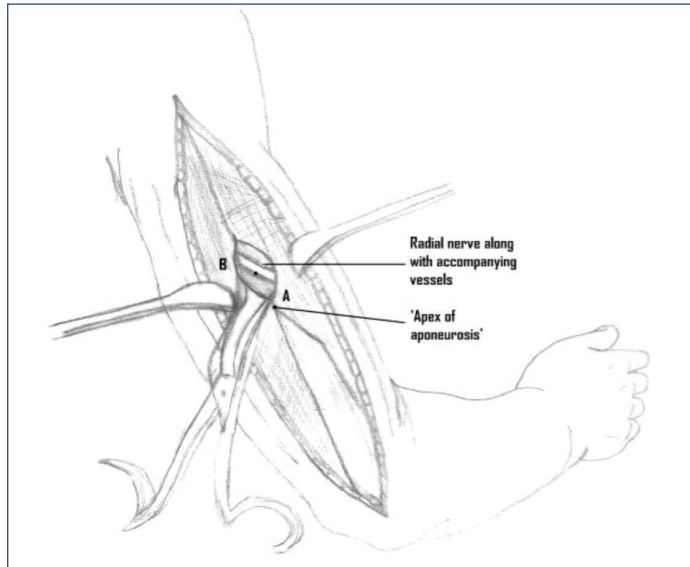 Radial nerve along
with accompanying
vessels
B
A
'Apex of
aponeurosis'